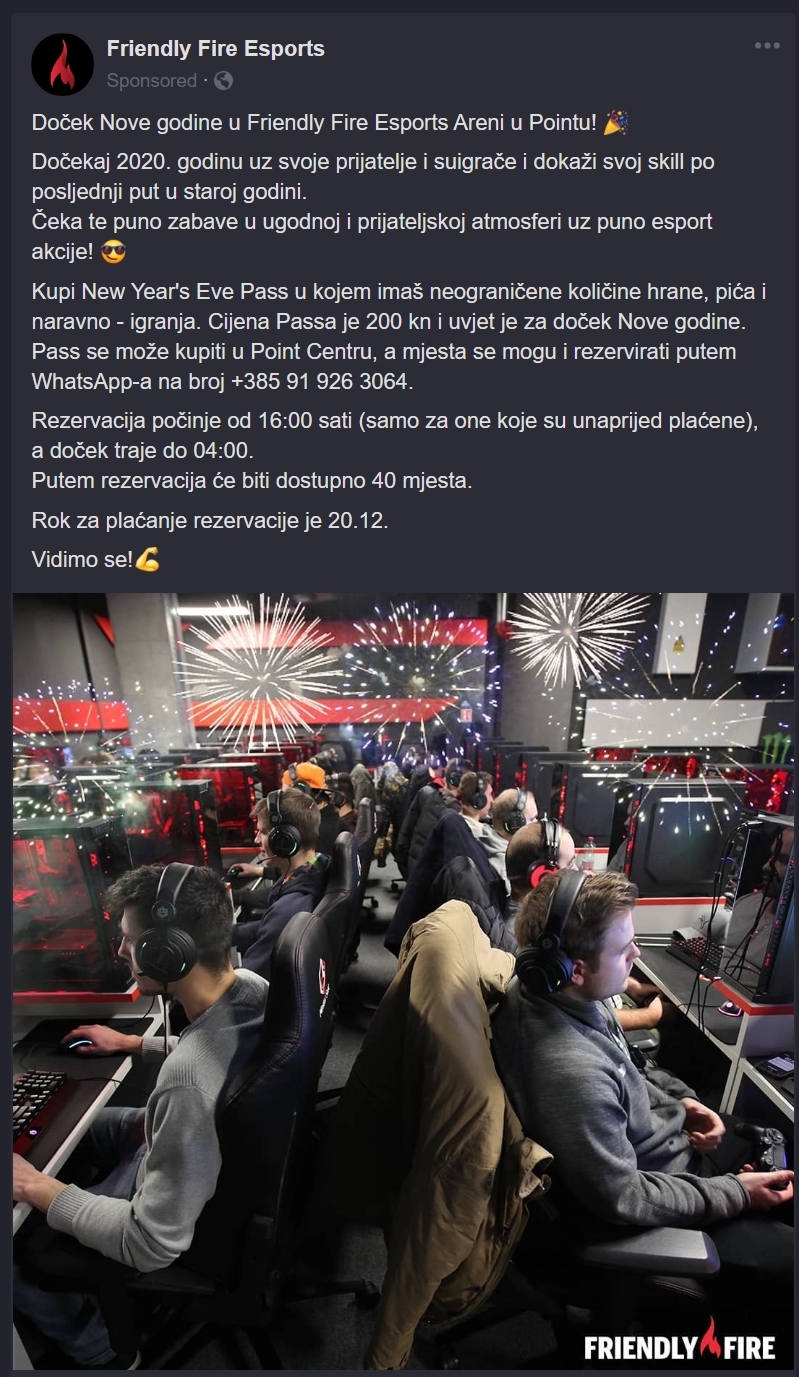 Friendly Fire Esports
Sponsored ·
Doček Nove godine u Friendly Fire Esports Areni u Pointu! 🎉
Dočekaj 2020. godinu uz svoje prijatelje i suigrače i dokaži svoj skill po
posljednji put u staroj godini.
Čeka te puno zabave u ugodnoj i prijateljskoj atmosferi uz puno esport
akcije! 😎
Kupi New Year's Eve Pass u kojem imaš neograničene količine hrane, pića i
naravno - igranja. Cijena Passa je 200 kn i uvjet je za doček Nove godine.
Pass se može kupiti u Point Centru, a mjesta se mogu i rezervirati putem
WhatsApp-a na broj +385 91 926 3064.
Rezervacija počinje od 16:00 sati (samo za one koje su unaprijed plaćene),
a doček traje do 04:00.
Putem rezervacija će biti dostupno 40 mjesta.
Rok za plaćanje rezervacije je 20.12.
Vidimo se!💪
FRIENDLY FIRE